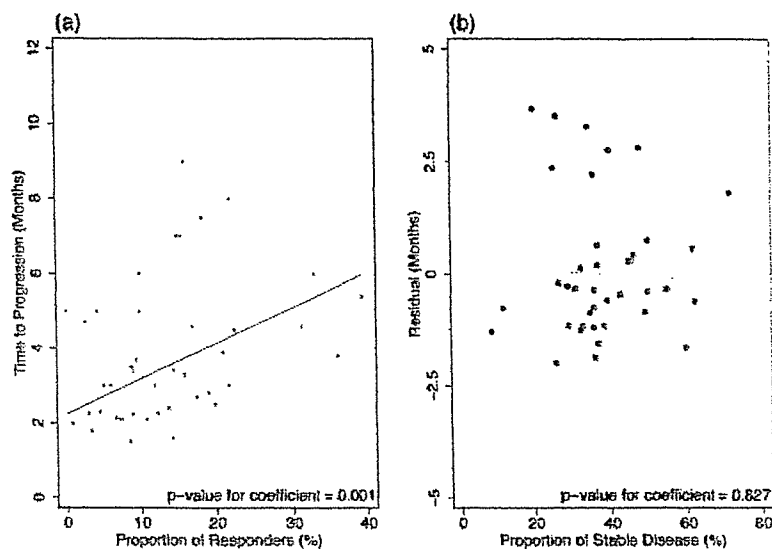 (a)
12
10
8
6
4
2
0
Time to Progression (Months)
p-value for coefficient = 0.001
0 10 20 30 40
Proportion of Responders (%)
(b)
5
2.5
0
-2.5
-5
Residual (Months)
p-value for coefficient = 0.827
0 20 40 60 80
Proportion of Stable Disease (%)